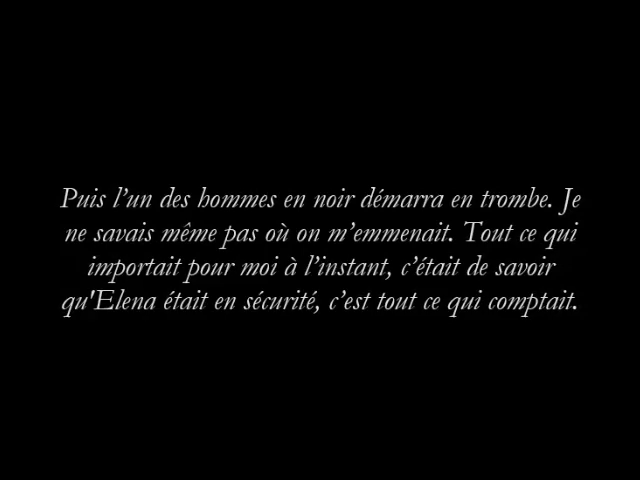 Puis l’un des hommes en noir démarra en trombe. Je
ne savais même pas où on m’emmenait. Tout ce qui
importait pour moi à l’instant, c’était de savoir
qu'Elena était en sécurité, c’est tout ce qui comptait.